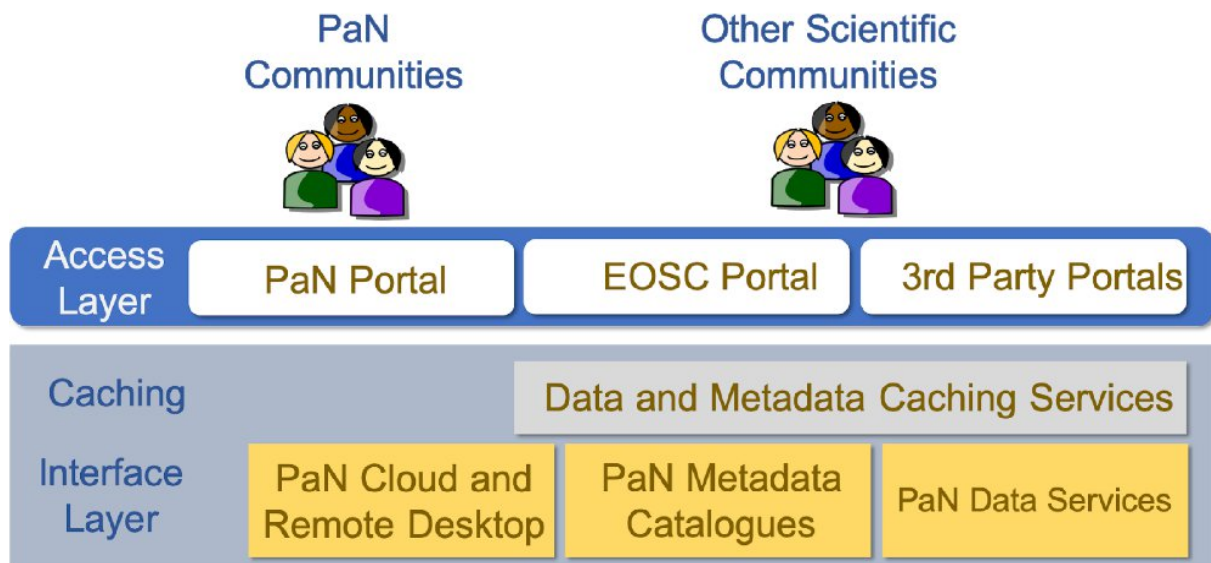 PaN
Communities
Other Scientific
Communities
Access
Layer
PaN Portal
EOSC Portal
3rd Party Portals
Caching
Data and Metadata Caching Services
Interface
Layer
PaN Cloud and
Remote Desktop
PaN Metadata
Catalogues
PaN Data Services